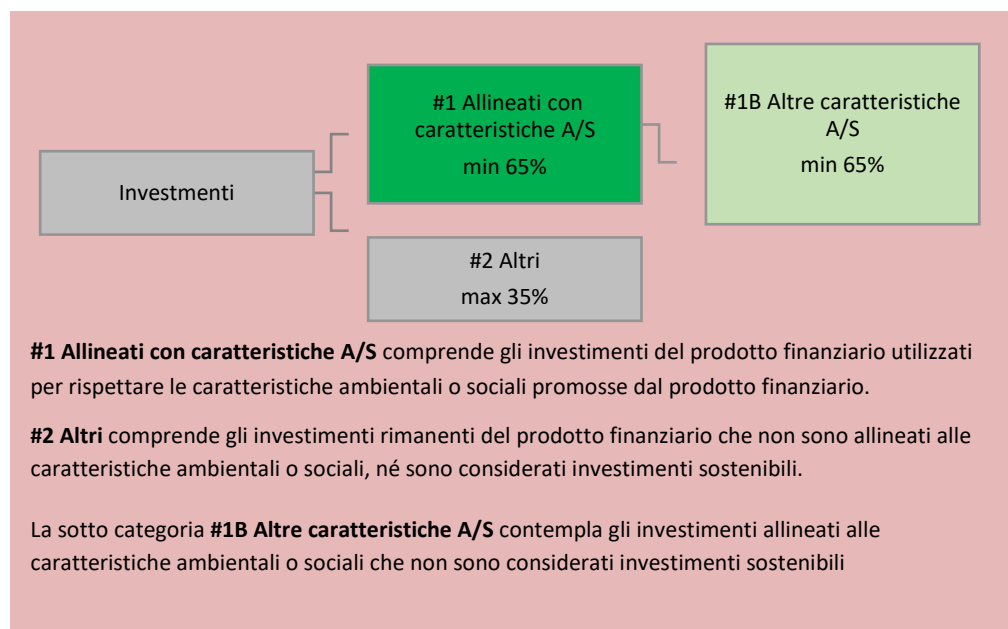 #1 Allineati con
caratteristiche A/S
min 65%
#1B Altre caratteristiche
A/S
min 65%
Investmenti
#2 Altri
max 35%
#1 Allineati con caratteristiche A/S comprende gli investimenti del prodotto finanziario utilizzati
per rispettare le caratteristiche ambientali o sociali promosse dal prodotto finanziario.
#2 Altri comprende gli investimenti rimanenti del prodotto finanziario che non sono allineati alle
caratteristiche ambientali o sociali, né sono considerati investimenti sostenibili.
La sotto categoria #1B Altre caratteristiche A/S contempla gli investimenti allineati alle
caratteristiche ambientali o sociali che non sono considerati investimenti sostenibili